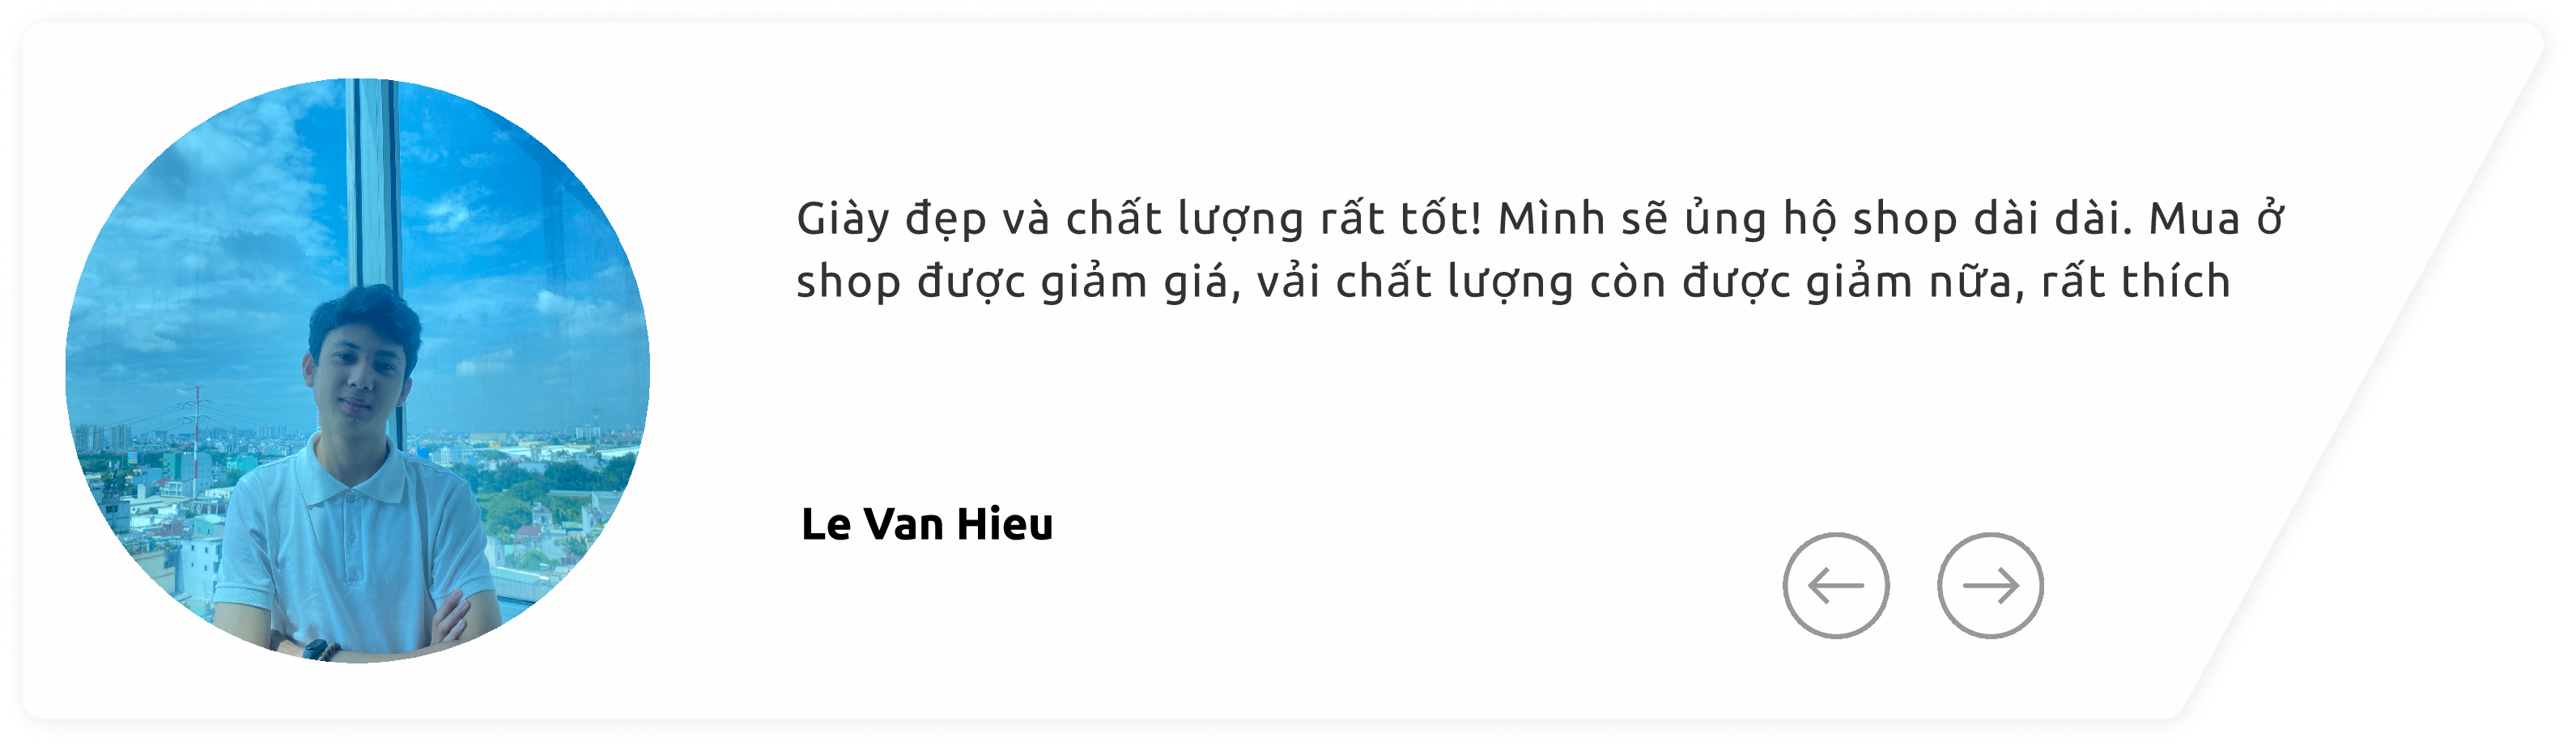 Giày đẹp và chất lượng rất tốt! Mình sẽ ủng hộ shop dài dài. Mua ở
shop được giảm giá, vải chất lượng còn được giảm nữa, rất thích
Le Van Hieu